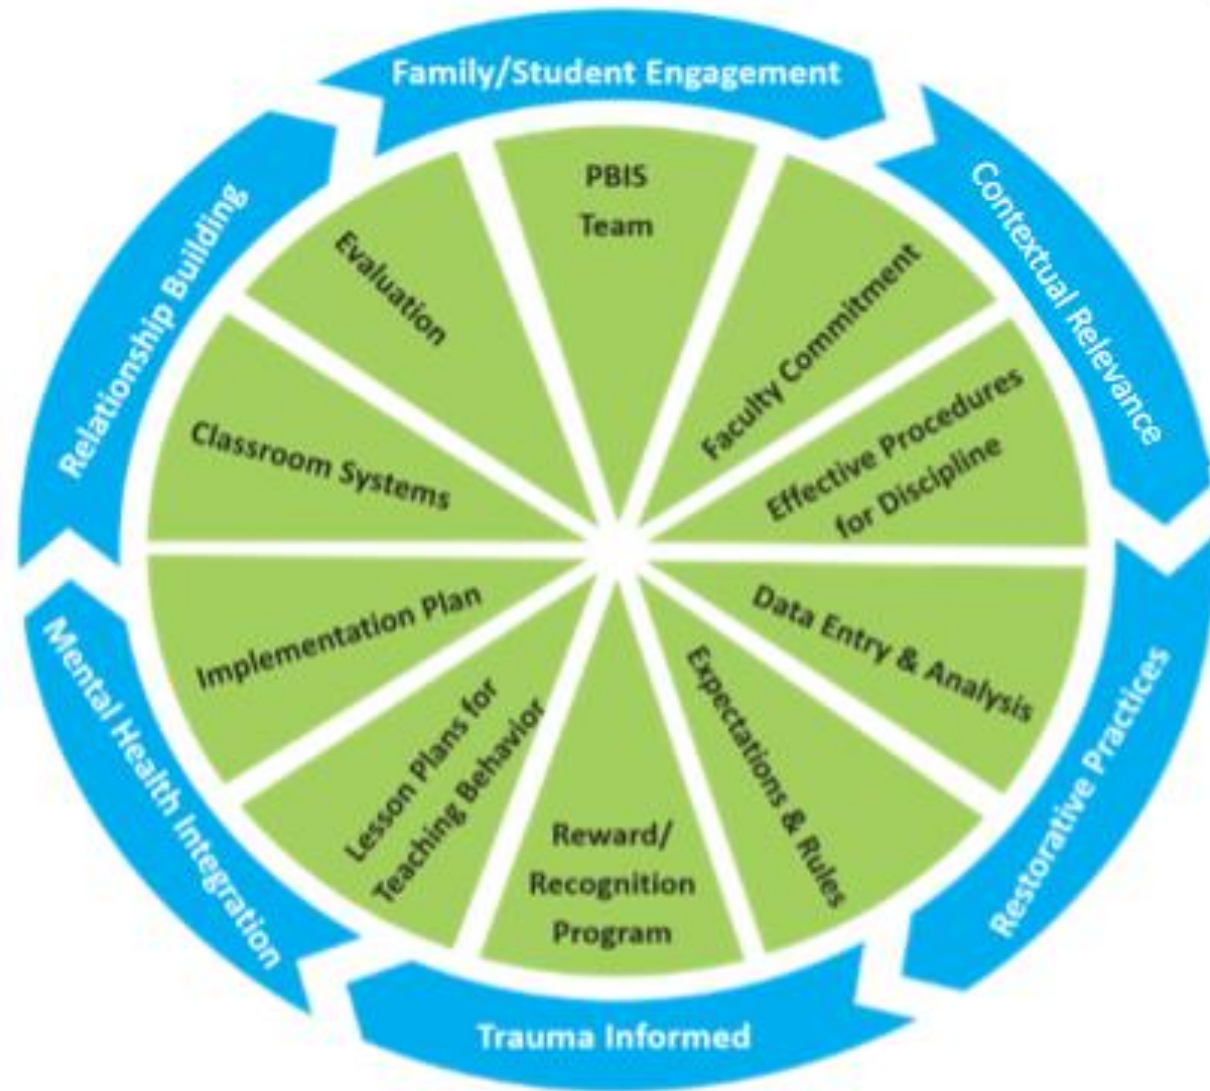 Family/Student Engagement
Contextual Relevance
Restorative Practices
Trauma Informed
Mental Health Integration
Relationship Building
PBIS
Team
Faculty Commitment
Effective Procedures
for Discipline
Data Entry & Analysis
Expectations & Rules
Reward/
Recognition
Program
Lesson Plans for
Teaching Behavior
Implementation Plan
Classroom Systems
Evaluation